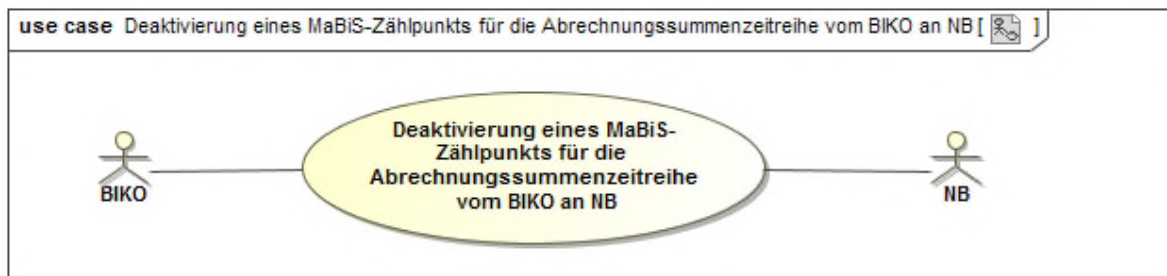 use case Deaktivierung eines MaBiS-Zählpunkts für die Abrechnungssummenzeitreihe vom BIKO an NB [ ]
Deaktivierung eines MaBiS-
Zählpunkts für die
Abrechnungssummenzeitreihe
vom BIKO an NB
BIKO
NB